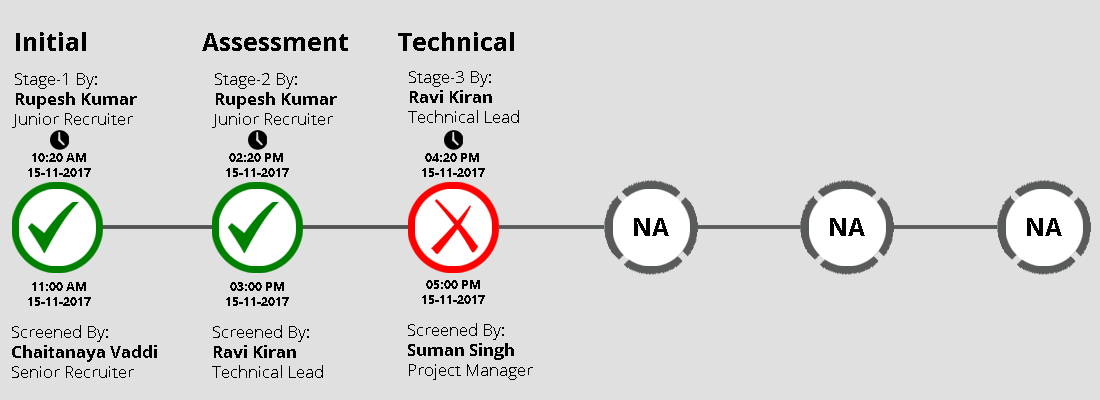 Initial
Stage-1 By:
Rupesh Kumar
Junior Recruiter
10:20 AM
15-11-2017
11:00 AM
15-11-2017
Screened By:
Chaitanaya Vaddi
Senior Recruiter
Assessment
Stage-2 By:
Rupesh Kumar
Junior Recruiter
02:20 PM
15-11-2017
03:00 PM
15-11-2017
Screened By:
Ravi Kiran
Technical Lead
Technical
Stage-3 By:
Ravi Kiran
Technical Lead
04:20 PM
15-11-2017
05:00 PM
15-11-2017
Screened By:
Suman Singh
Project Manager
NA
NA
NA